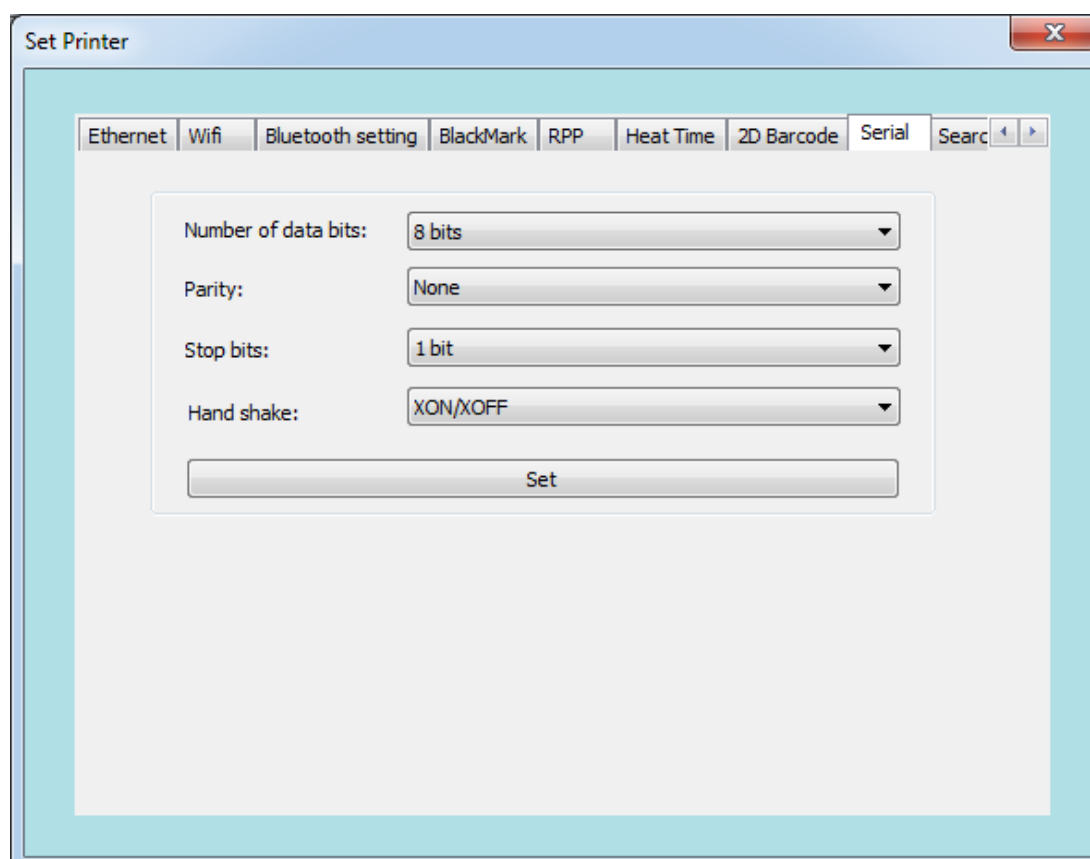 Set Printer
Ethernet Wifi Bluetooth setting BlackMark RPP Heat Time 2D Barcode Serial Searc
Number of data bits: 8 bits
Parity: None
Stop bits: 1 bit
Hand shake: XON/XOFF
Set